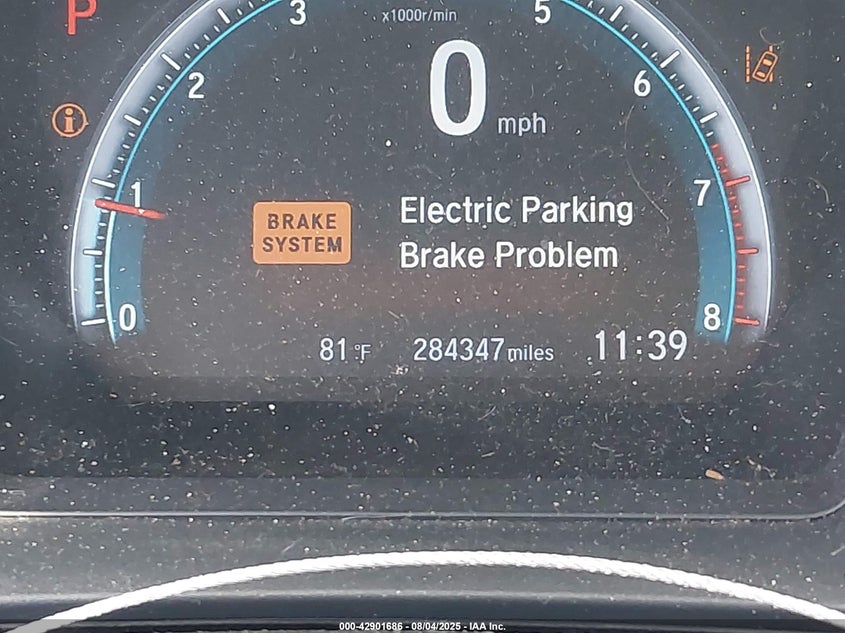 P
3
x1000r/min
5
2
0 mph
6
1
BRAKE
SYSTEM
Electric Parking
Brake Problem
7
0
8
81 °F
284347 miles
11:39
000-42901686 - 08/04/2025 - IAA Inc.